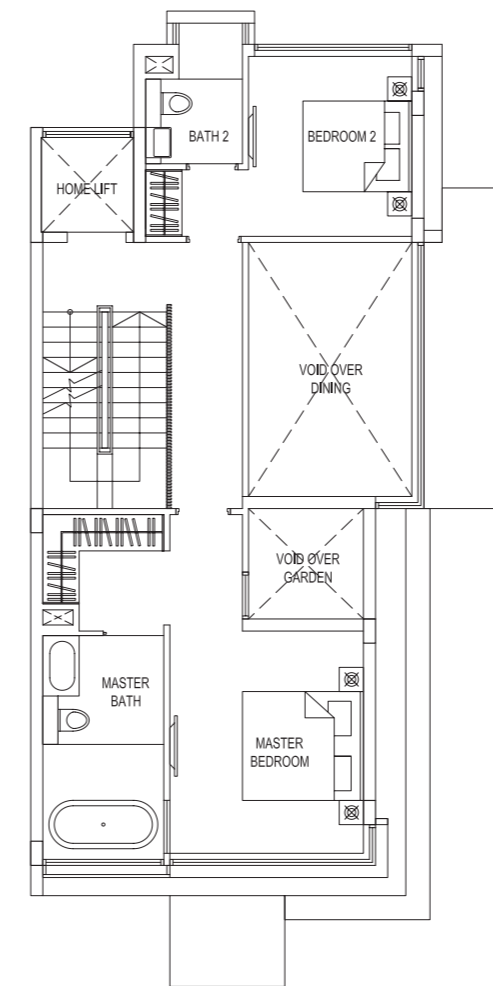 BATH 2
BEDROOM 2
HOME LIFT
VOID OVER
DINING
VOID OVER
GARDEN
MASTER
BATH
MASTER
BEDROOM